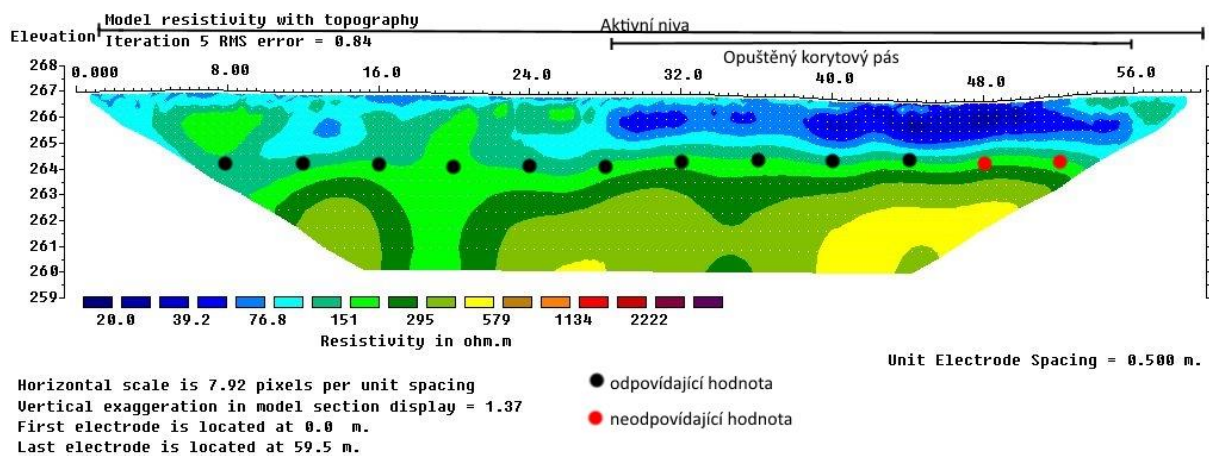 Model resistivity with topography
Aktivní niva
Elevation
Iteration 5 RMS error = 0.84
Opuštěný korytový pás
268
0.000 8.00 16.0 24.0 32.0 40.0 48.0 56.0
267
266
265
264
263
262
261
260
259
20.0 39.2 76.8 151 295 579 1134 2222
Resistivity in ohm.m
Unit Electrode Spacing = 0.500 m.
Horizontal scale is 7.92 pixels per unit spacing
Vertical exaggeration in model section display = 1.37
First electrode is located at 0.0 m.
Last electrode is located at 59.5 m.
odpovídající hodnota
neodpovídající hodnota